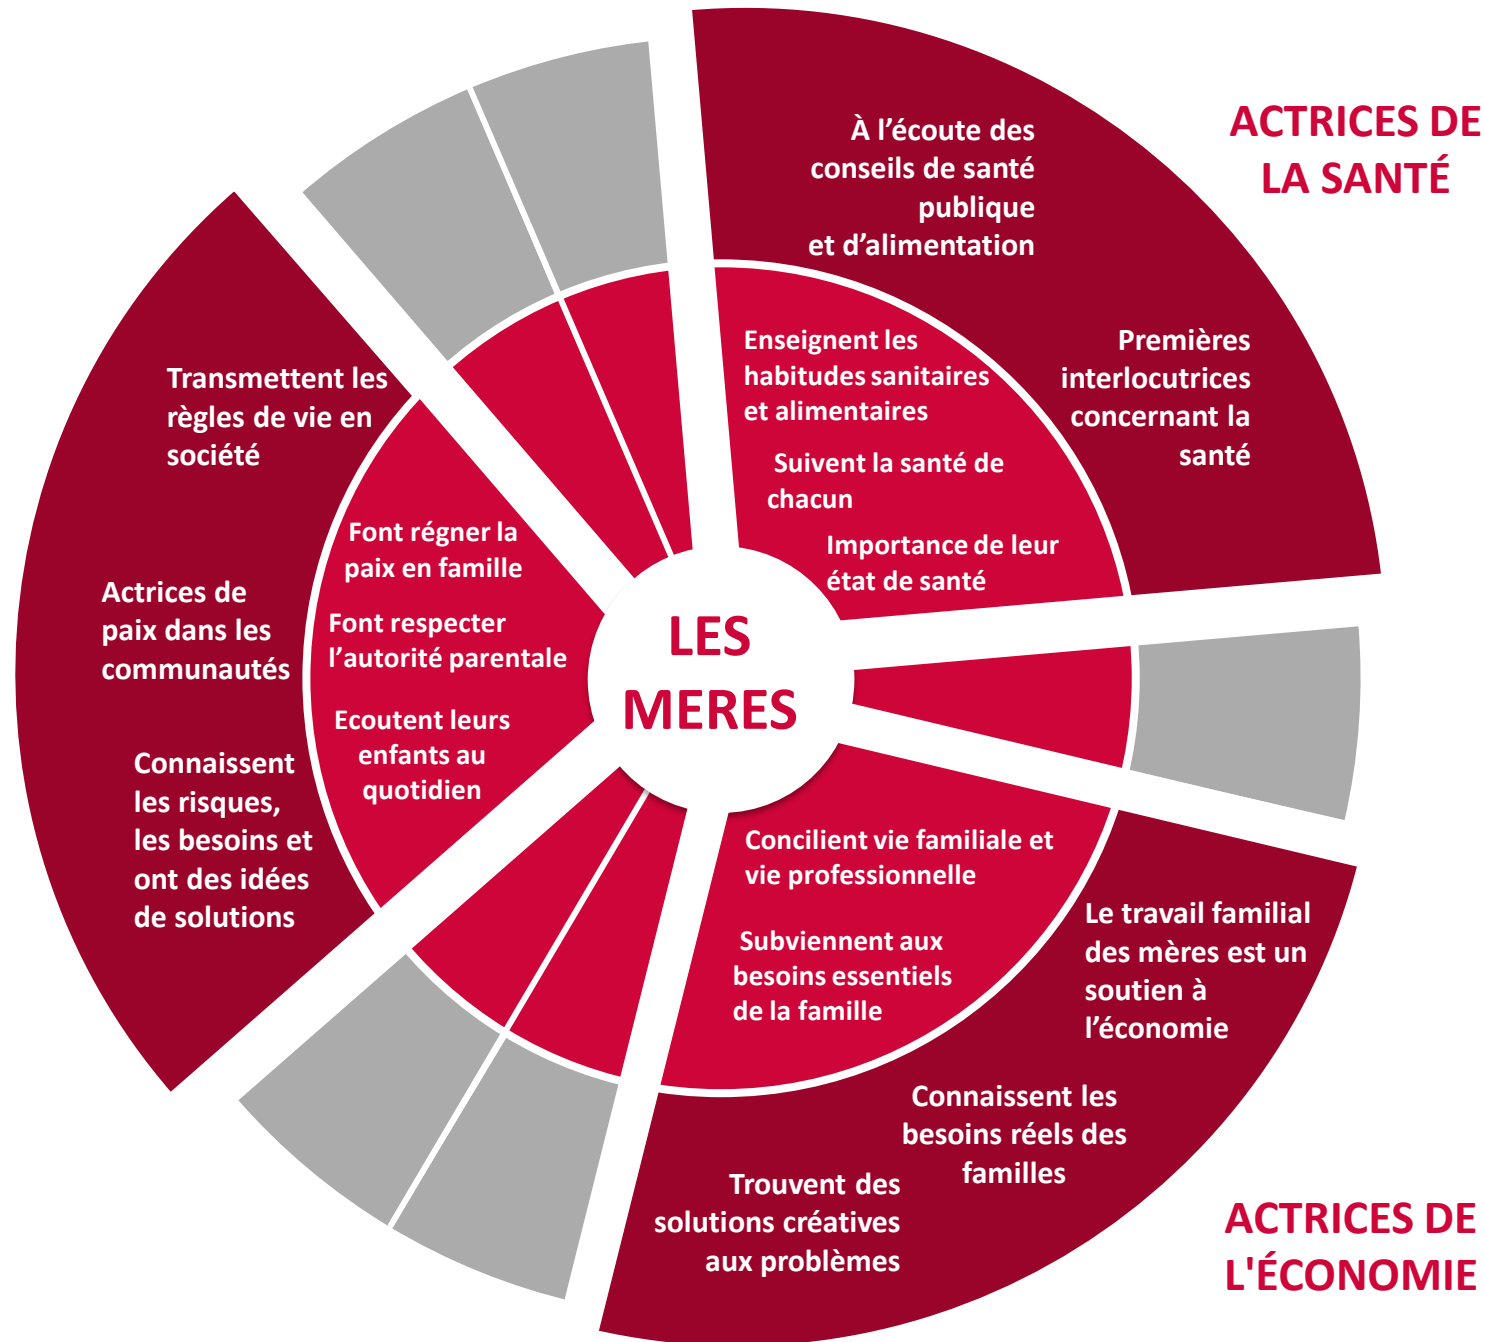 ACTRICES DE
LA SANTÉ
À l’écoute des
conseils de santé
publique
et d’alimentation
Premières
interlocutrices
concernant la
santé
Enseignent les
habitudes sanitaires
et alimentaires
Suivent la santé de
chacun
Importance de leur
état de santé
Transmettent les
règles de vie en
société
Actrices de
paix dans les
communautés
Connaissent
les risques,
les besoins et
ont des idées
de solutions
Font régner la
paix en famille
Font respecter
l’autorité parentale
Ecoutent leurs
enfants au
quotidien
LES
MERES
Concilient vie familiale et
vie professionnelle
Subviennent aux
besoins essentiels
de la famille
Le travail familial
des mères est un
soutien à
l’économie
Connaissent les
besoins réels des
familles
Trouvent des
solutions créatives
aux problèmes
ACTRICES DE
L'ÉCONOMIE